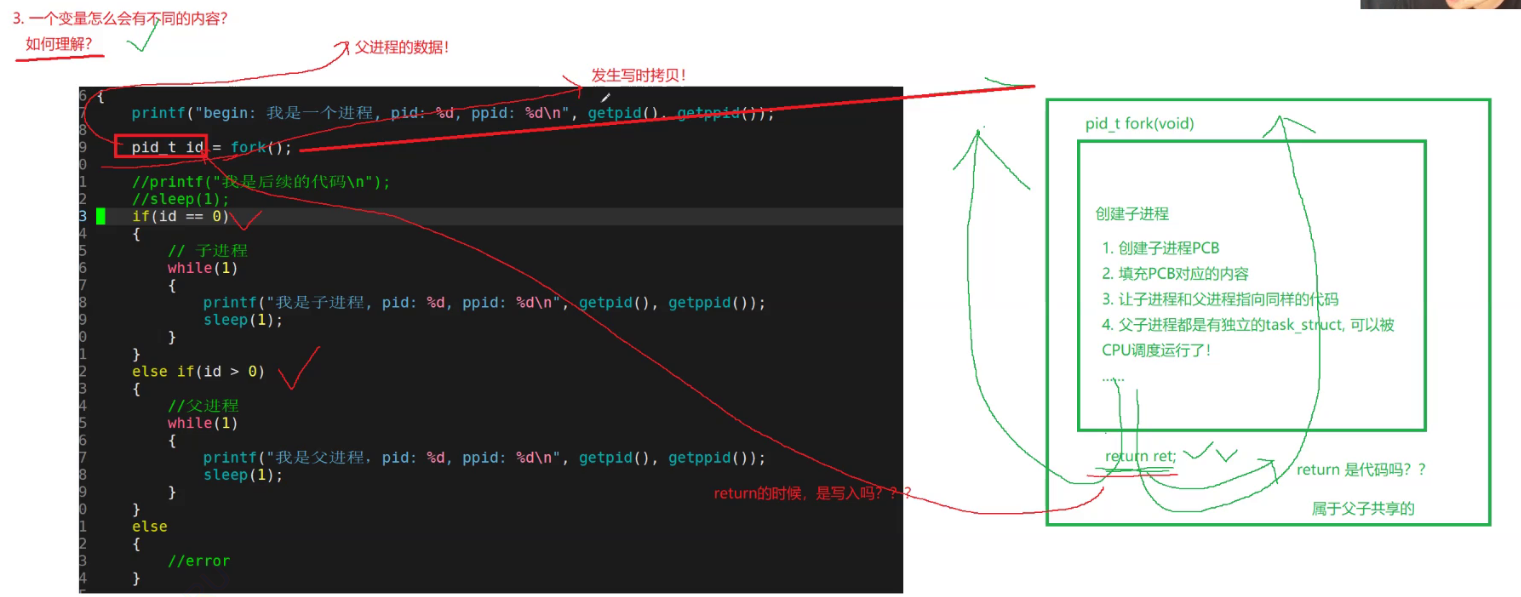 3. 一个变量怎么会有不同的内容?
如何理解?
父进程的数据!
发生写时拷贝!
6 {
7 printf("begin: 我是一个进程, pid: %d, ppid: %d\n", getpid(), getppid());
8
9 pid_t id = fork();
0
1 //printf("我是后续的代码\n");
2 //sleep(1);
3 if(id == 0)
4 {
5 // 子进程
6 while(1)
7 {
8 printf("我是子进程, pid: %d, ppid: %d\n", getpid(), getppid());
9 sleep(1);
0 }
1 }
2 else if(id > 0)
3 {
4 //父进程
5 while(1)
6 {
7 printf("我是父进程，pid: %d, ppid: %d\n", getpid(), getppid());
8 sleep(1);
9 }
0 }
1 else
2 {
3 //error
4 }
return的时候，是写入吗? ? ?
pid_t fork(void)
创建子进程
1. 创建子进程PCB
2. 填充PCB对应的内容
3. 让子进程和父进程指向同样的代码
4. 父子进程都是有独立的task_struct, 可以被
CPU调度运行了!
......
return ret;
return 是代码吗? ?
属于父子共享的